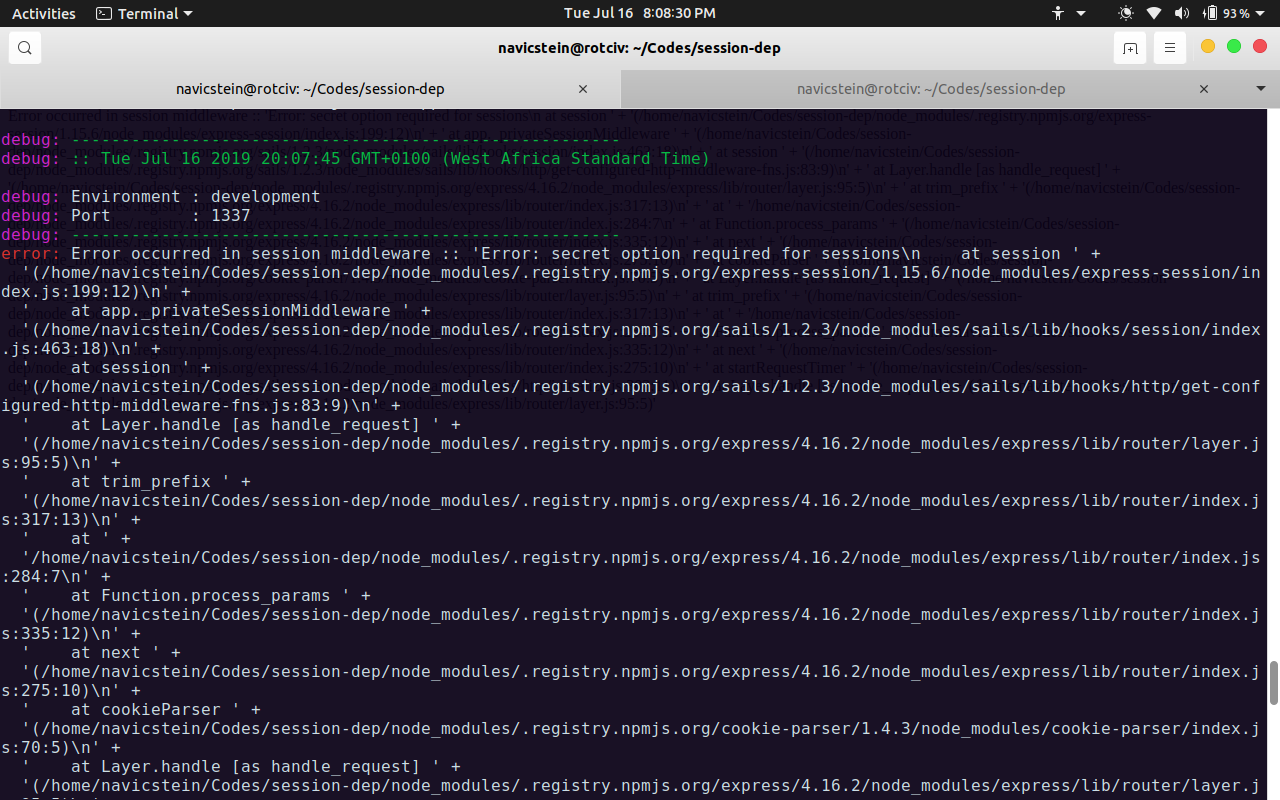 Activities Terminal Tue Jul 16 8:08:30 PM 93 %
navicstein@rotciv: ~/Codes/session-dep
navicstein@rotciv: ~/Codes/session-dep × navicstein@rotciv: ~/Codes/session-dep ×
debug: -------------------------------------------------------
debug: :: Tue Jul 16 2019 20:07:45 GMT+0100 (West Africa Standard Time)
debug: Environment : development
debug: Port        : 1337
debug: -------------------------------------------------------
error: Error occurred in session middleware :: 'Error: secret option required for sessions\n    at session ' +
  '(/home/navicstein/Codes/session-dep/node_modules/.registry.npmjs.org/express-session/1.15.6/node_modules/express-session/in
dex.js:199:12)\n' +
  '    at app._privateSessionMiddleware ' +
  '(/home/navicstein/Codes/session-dep/node_modules/.registry.npmjs.org/sails/1.2.3/node_modules/sails/lib/hooks/session/index
.js:463:18)\n' +
  '    at session ' +
  '(/home/navicstein/Codes/session-dep/node_modules/.registry.npmjs.org/sails/1.2.3/node_modules/sails/lib/hooks/http/get-conf
igured-http-middleware-fns.js:83:9)\n' +
  '    at Layer.handle [as handle_request] ' +
  '(/home/navicstein/Codes/session-dep/node_modules/.registry.npmjs.org/express/4.16.2/node_modules/express/lib/router/layer.j
s:95:5)\n' +
  '    at trim_prefix ' +
  '(/home/navicstein/Codes/session-dep/node_modules/.registry.npmjs.org/express/4.16.2/node_modules/express/lib/router/index.j
s:317:13)\n' +
  '    at ' +
  '/home/navicstein/Codes/session-dep/node_modules/.registry.npmjs.org/express/4.16.2/node_modules/express/lib/router/index.js
:284:7\n' +
  '    at Function.process_params ' +
  '(/home/navicstein/Codes/session-dep/node_modules/.registry.npmjs.org/express/4.16.2/node_modules/express/lib/router/index.j
s:335:12)\n' +
  '    at next ' +
  '(/home/navicstein/Codes/session-dep/node_modules/.registry.npmjs.org/express/4.16.2/node_modules/express/lib/router/index.j
s:275:10)\n' +
  '    at cookieParser ' +
  '(/home/navicstein/Codes/session-dep/node_modules/.registry.npmjs.org/cookie-parser/1.4.3/node_modules/cookie-parser/index.j
s:70:5)\n' +
  '    at Layer.handle [as handle_request] ' +
  '(/home/navicstein/Codes/session-dep/node_modules/.registry.npmjs.org/express/4.16.2/node_modules/express/lib/router/layer.j